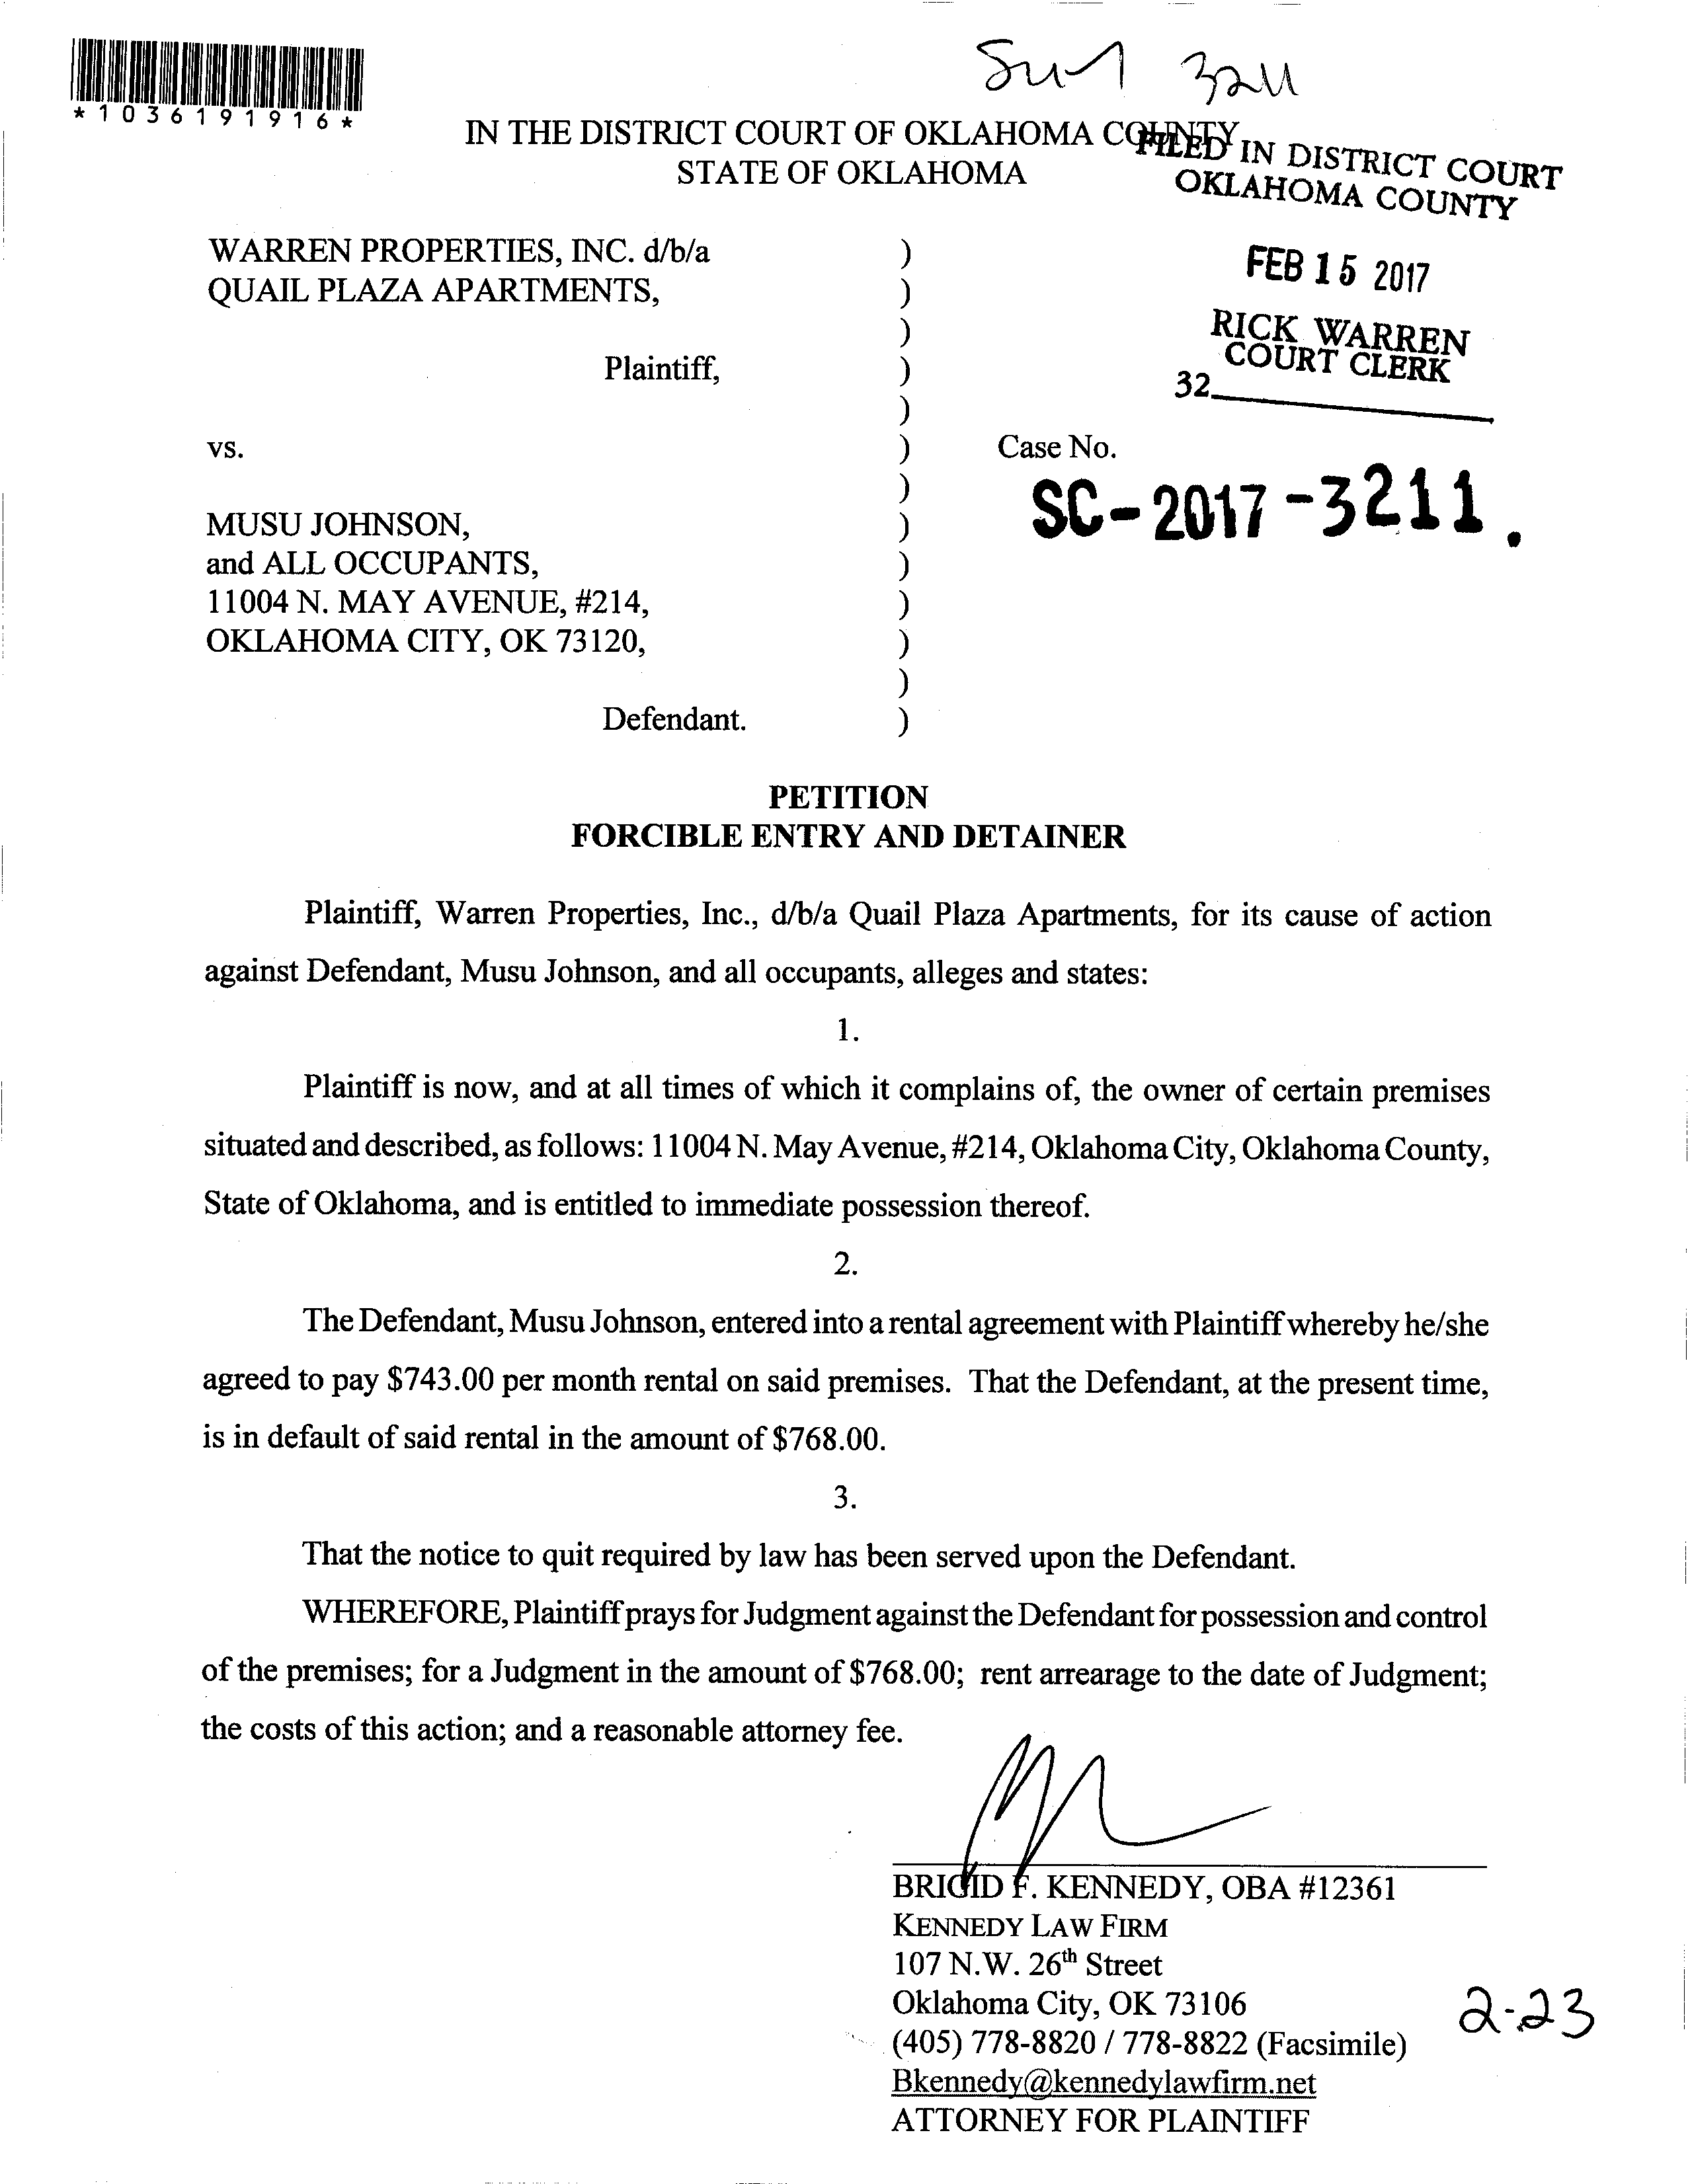 *1036191916*
IN THE DISTRICT COURT OF OKLAHOMA COUNTY
STATE OF OKLAHOMA
FILED IN DISTRICT COURT
OKLAHOMA COUNTY
FEB 15 2017
RICK WARREN
COURT CLERK
32
WARREN PROPERTIES, INC. d/b/a )
QUAIL PLAZA APARTMENTS, )
)
Plaintiff, )
)
vs. ) Case No.
) SC-2017-3211.
MUSU JOHNSON, )
and ALL OCCUPANTS, )
11004 N. MAY AVENUE, #214, )
OKLAHOMA CITY, OK 73120, )
)
Defendant. )
PETITION
FORCIBLE ENTRY AND DETAINER
Plaintiff, Warren Properties, Inc., d/b/a Quail Plaza Apartments, for its cause of action
against Defendant, Musu Johnson, and all occupants, alleges and states:
1.
Plaintiff is now, and at all times of which it complains of, the owner of certain premises
situated and described, as follows: 11004 N. May Avenue, #214, Oklahoma City, Oklahoma County,
State of Oklahoma, and is entitled to immediate possession thereof.
2.
The Defendant, Musu Johnson, entered into a rental agreement with Plaintiff whereby he/she
agreed to pay $743.00 per month rental on said premises. That the Defendant, at the present time,
is in default of said rental in the amount of $768.00.
3.
That the notice to quit required by law has been served upon the Defendant.
WHEREFORE, Plaintiff prays for Judgment against the Defendant for possession and control
of the premises; for a Judgment in the amount of $768.00; rent arrearage to the date of Judgment;
the costs of this action; and a reasonable attorney fee.
BRIGID F. KENNEDY, OBA #12361
KENNEDY LAW FIRM
107 N.W. 26th Street
Oklahoma City, OK 73106
(405) 778-8820 / 778-8822 (Facsimile)
Bkennedy@kennedylawfirm.net
ATTORNEY FOR PLAINTIFF
2-23